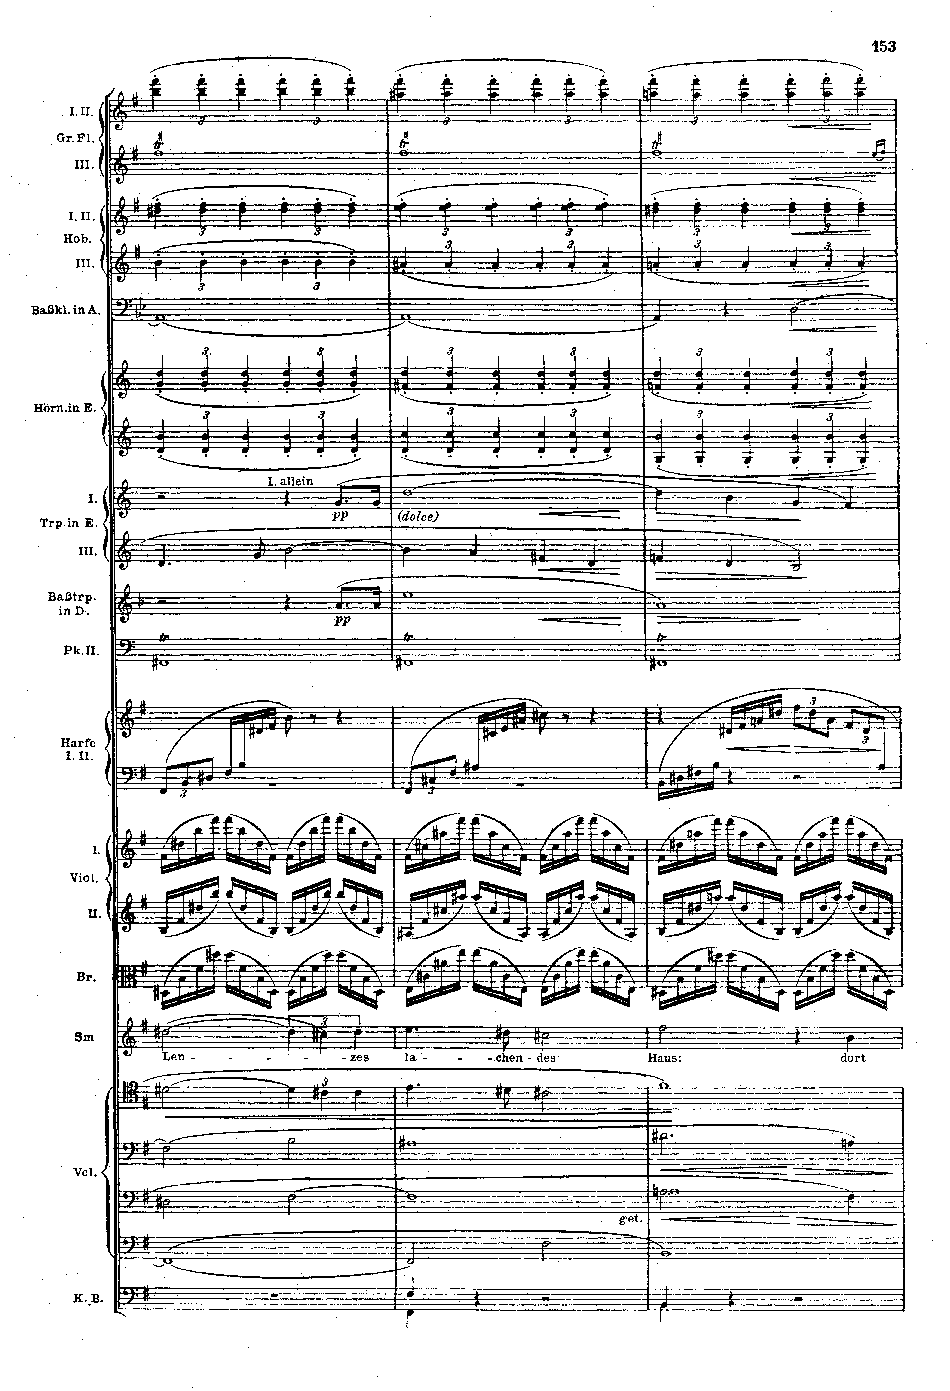 153
I. II.
Gr. Fl.
III.
I. II.
Hob.
III.
Baßkl. in A.
Hörn. in E.
I. allein
I.
pp (dolce)
Trp. in E.
III.
Baßtrp.
in D.
pp
Pk. II.
Harfe
I. II.
I.
Viol.
II.
Br.
Sm
Len - - - - - zes la - - - chen - des Haus: dort
Vcl.
get.
K. B.